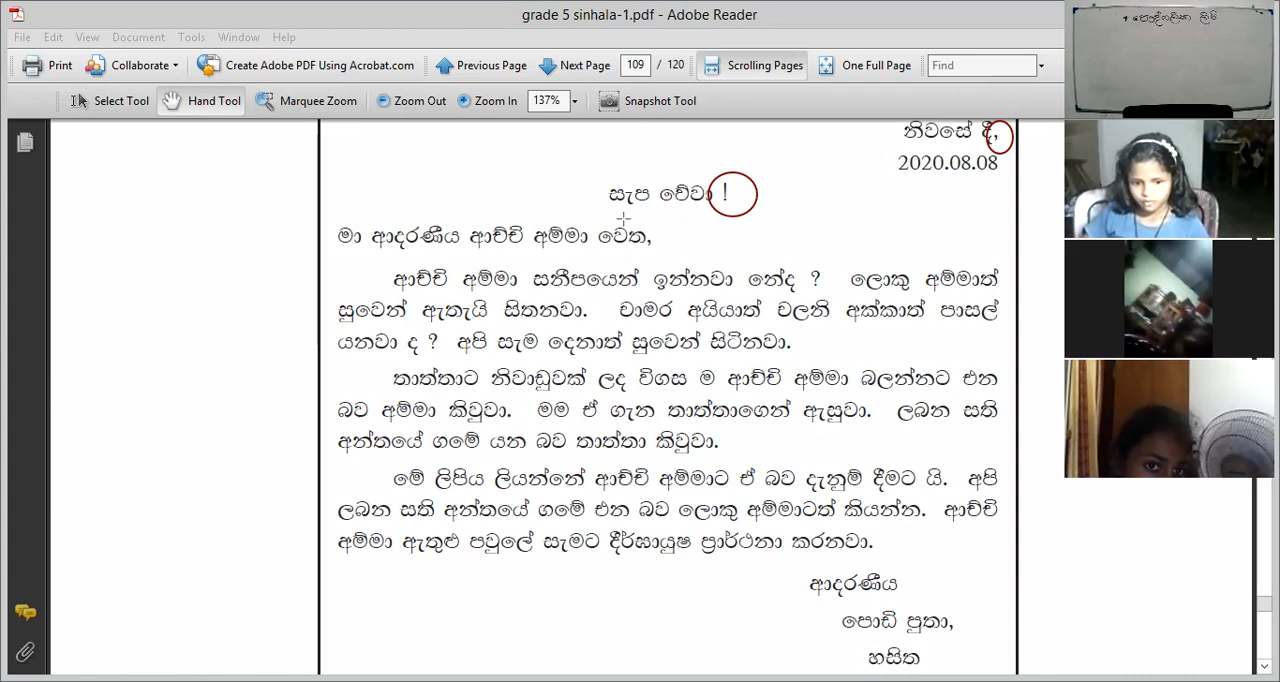 grade 5 sinhala-1.pdf - Adobe Reader
File Edit View Document Tools Window Help
Print Collaborate Create Adobe PDF Using Acrobat.com Previous Page Next Page 109 / 120 Scrolling Pages One Full Page Find
Select Tool Hand Tool Marquee Zoom Zoom Out Zoom In 137% Snapshot Tool
නිවසේ දී,
2020.08.08
සැප වේවා !
මා ආදරණීය ආච්චි අම්මා වෙත,
ආච්චි අම්මා සනීපයෙන් ඉන්නවා නේද ? ලොකු අම්මාත්
සුවෙන් ඇතැයි සිතනවා. චාමර අයියාත් චලනි අක්කාත් පාසල්
යනවා ද ? අපි සැම දෙනාත් සුවෙන් සිටිනවා.
තාත්තාට නිවාඩුවක් ලද විගස ම ආච්චි අම්මා බලන්නට එන
බව අම්මා කිවුවා. මම ඒ ගැන තාත්තාගෙන් ඇසුවා. ලබන සති
අන්තයේ ගමේ යන බව තාත්තා කිවුවා.
මේ ලිපිය ලියන්නේ ආච්චි අම්මාට ඒ බව දැනුම් දීමට යි. අපි
ලබන සති අන්තයේ ගමේ එන බව ලොකු අම්මාටත් කියන්න. ආච්චි
අම්මා ඇතුළු පවුලේ සැමට දීර්ඝායුෂ ප්‍රාර්ථනා කරනවා.
ආදරණීය
පොඩි පුතා,
හසිත